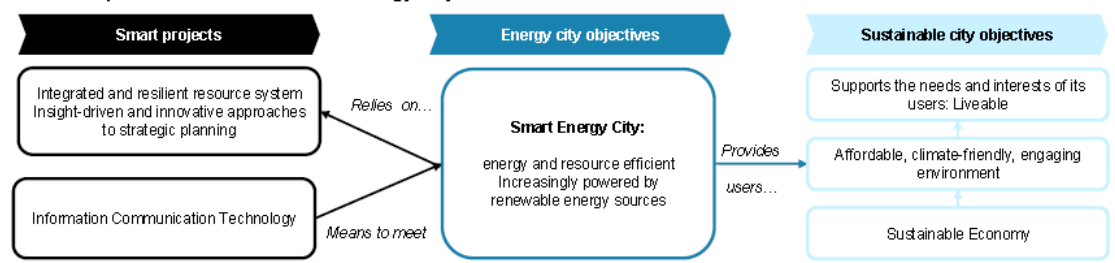 Smart projects
Energy city objectives
Sustainable city objectives
Integrated and resilient resource system
Insight-driven and innovative approaches
to strategic planning
Relies on...
Information Communication Technology
Means to meet
Smart Energy City:
energy and resource efficient
Increasingly powered by
renewable energy sources
Provides
users...
Supports the needs and interests of its
users: Liveable
Affordable, climate-friendly, engaging
environment
Sustainable Economy